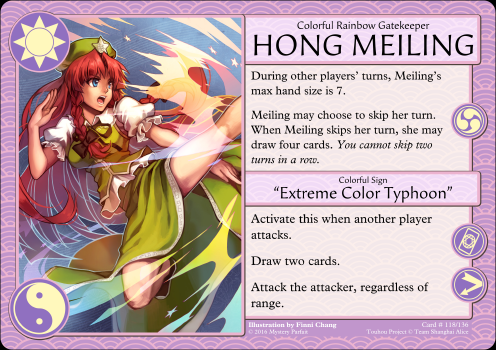 Colorful Rainbow Gatekeeper
HONG MEILING
During other players' turns, Meiling's
max hand size is 7.
Meiling may choose to skip her turn.
When Meiling skips her turn, she may
draw four cards. You cannot skip two
turns in a row.
Colorful Sign
"Extreme Color Typhoon"
Activate this when another player
attacks.
Draw two cards.
Attack the attacker, regardless of
range.
Illustration by Finni Chang
© 2016 Mystery Parfait
Card # 118/136
Touhou Project © Team Shanghai Alice